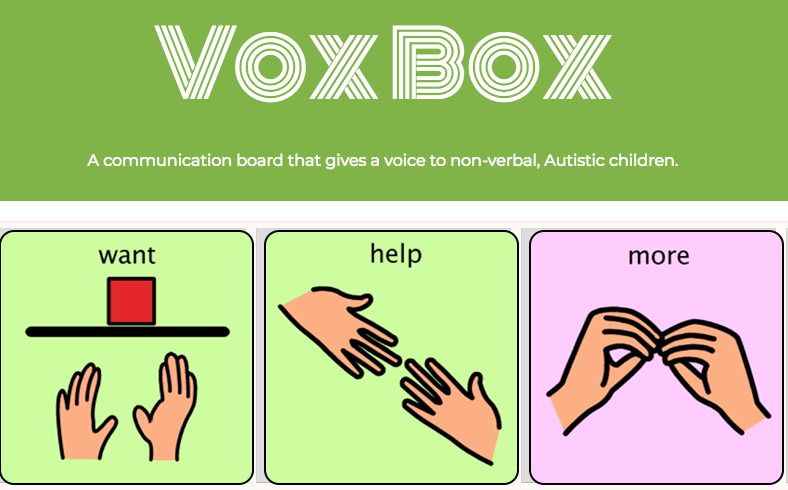 VoxBox
A communication board that gives a voice to non-verbal, Autistic children.
want
help
more